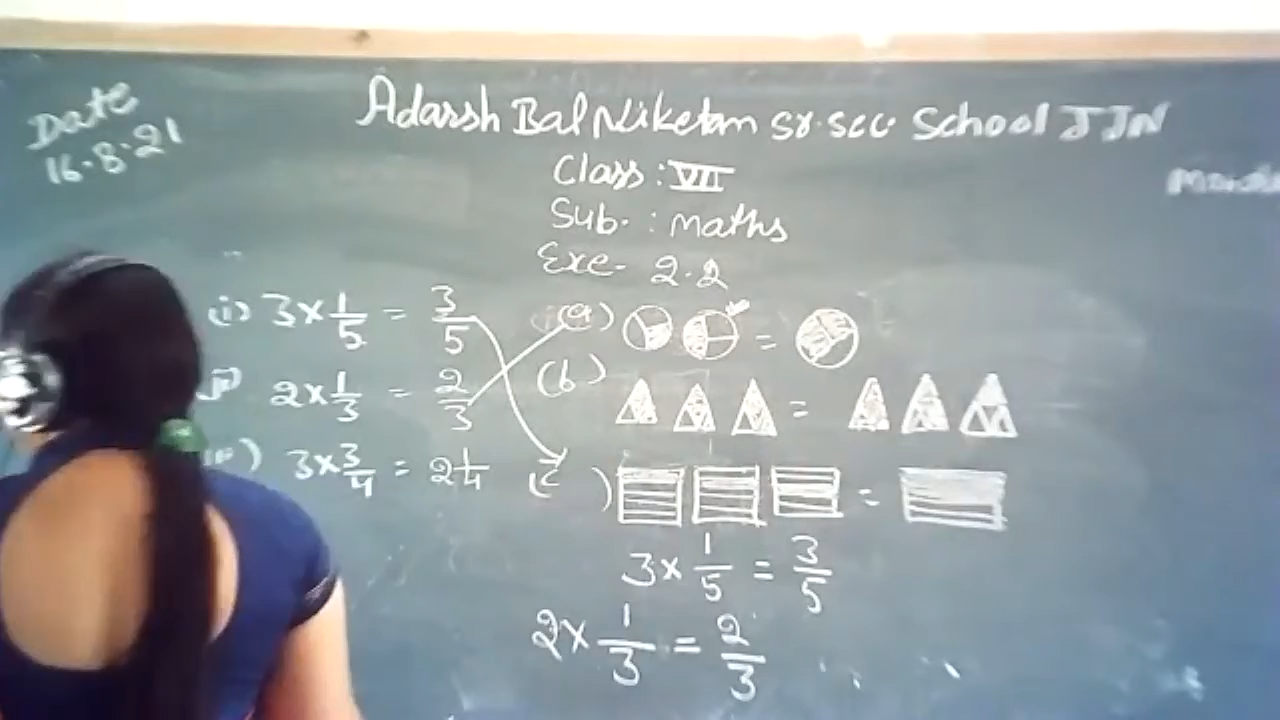 Date
16.8.21
Adarsh Bal Niketan Sr. Sec. School JJN
Class : VII
Sub. : maths
Exe- 2.2
(i) 3 × 1/5 = 3/5
(a) =
2 × 1/3 = 2/3
(b) =
3 × 3/4 = 2 1/4
(c) =
3 × 1/5 = 3/5
2 × 1/3 = 2/3